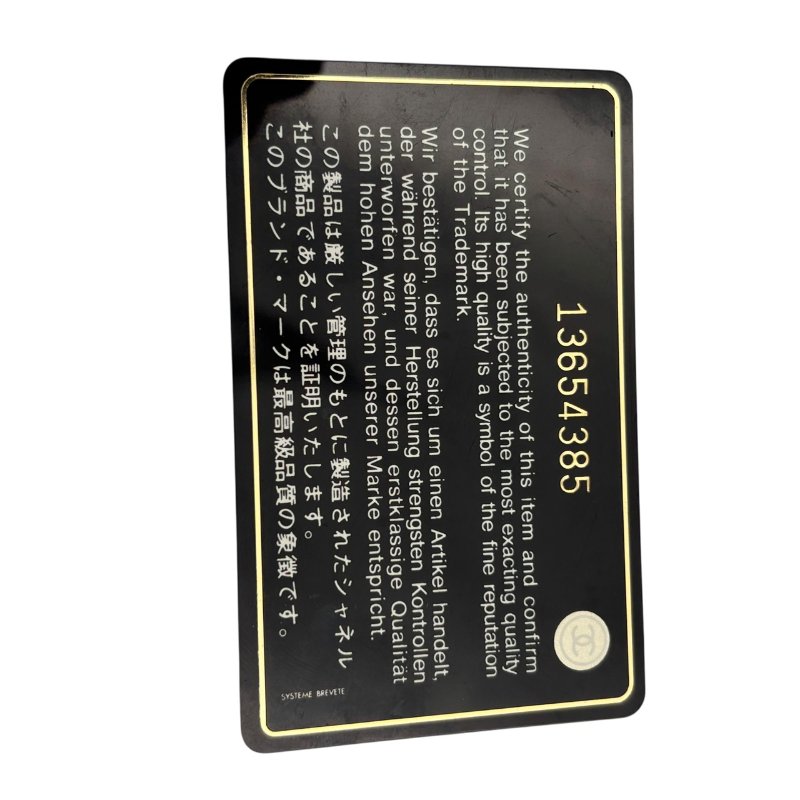 13654385
We certify the authenticity of this item and confirm
that it has been subjected to the most exacting quality
control. Its high quality is a symbol of the fine reputation
of the Trademark.
Wir bestätigen, dass es sich um einen Artikel handelt,
der während seiner Herstellung strengsten Kontrollen
unterworfen war, und dessen erstklassige Qualität
dem hohen Ansehen unserer Marke entspricht.
この製品は厳しい管理のもとに製造されたシャネル
社の商品であることを証明いたします。
このブランド・マークは最高級品質の象徴です。
SYSTEME BREVETE